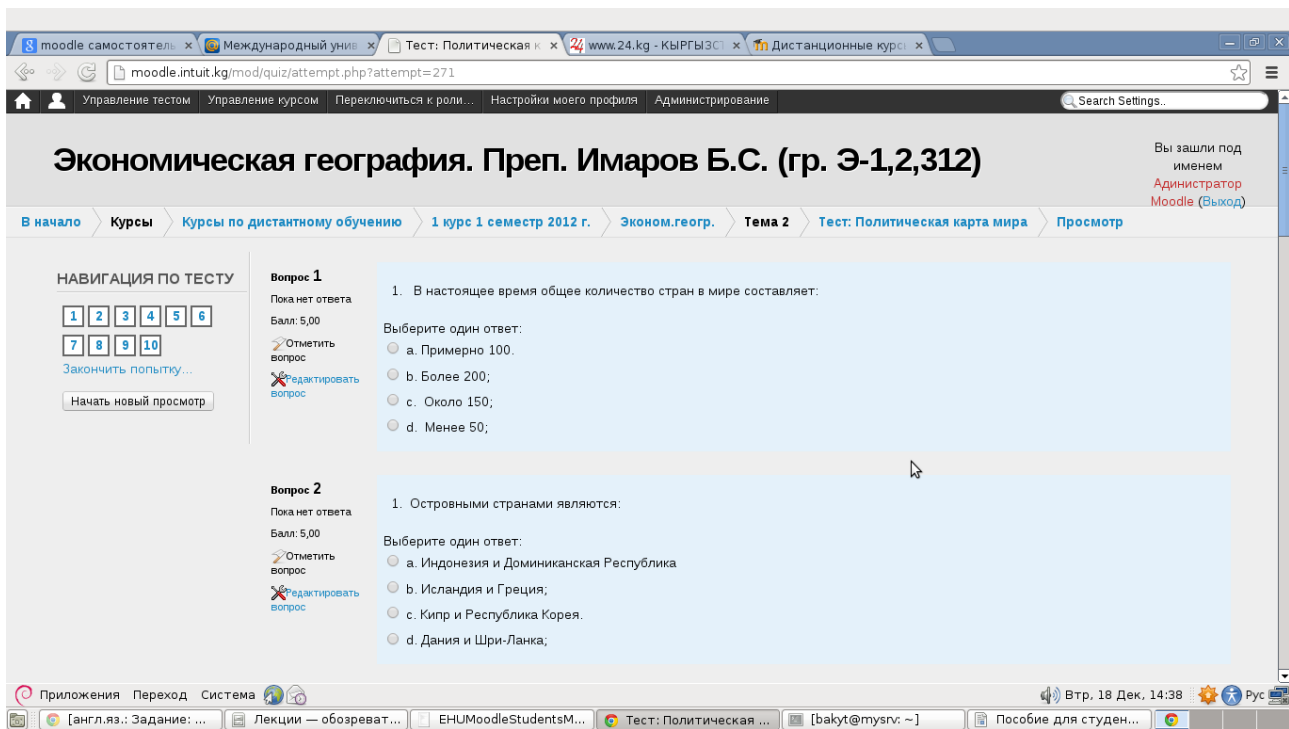 moodle самостоятель
Международный унив
Тест: Политическая к
www.24.kg - КЫРГЫЗСТ
Дистанционные курсы
moodle.intuit.kg/mod/quiz/attempt.php?attempt=271
Управление тестом Управление курсом Переключиться к роли... Настройки моего профиля Администрирование
Search Settings..
Экономическая география. Преп. Имаров Б.С. (гр. Э-1,2,312)
Вы зашли под
именем
Адинистратор
Moodle (Выход)
В начало Курсы Курсы по дистантному обучению 1 курс 1 семестр 2012 г. Эконом.геогр. Тема 2 Тест: Политическая карта мира Просмотр
НАВИГАЦИЯ ПО ТЕСТУ
1 2 3 4 5 6
7 8 9 10
Закончить попытку...
Начать новый просмотр
Вопрос 1
Пока нет ответа
Балл: 5,00
Отметить
вопрос
Редактировать
вопрос
1. В настоящее время общее количество стран в мире составляет:
Выберите один ответ:
a. Примерно 100.
b. Более 200;
c. Около 150;
d. Менее 50;
Вопрос 2
Пока нет ответа
Балл: 5,00
Отметить
вопрос
Редактировать
вопрос
1. Островными странами являются:
Выберите один ответ:
a. Индонезия и Доминиканская Республика
b. Исландия и Греция;
c. Кипр и Республика Корея.
d. Дания и Шри-Ланка;
Приложения Переход Система
Втр, 18 Дек, 14:38
Рус
[англ.яз.: Задание: ...
Лекции — обозреват...
EHUMoodleStudentsM...
Тест: Политическая ...
[bakyt@mysrv: ~]
Пособие для студен...